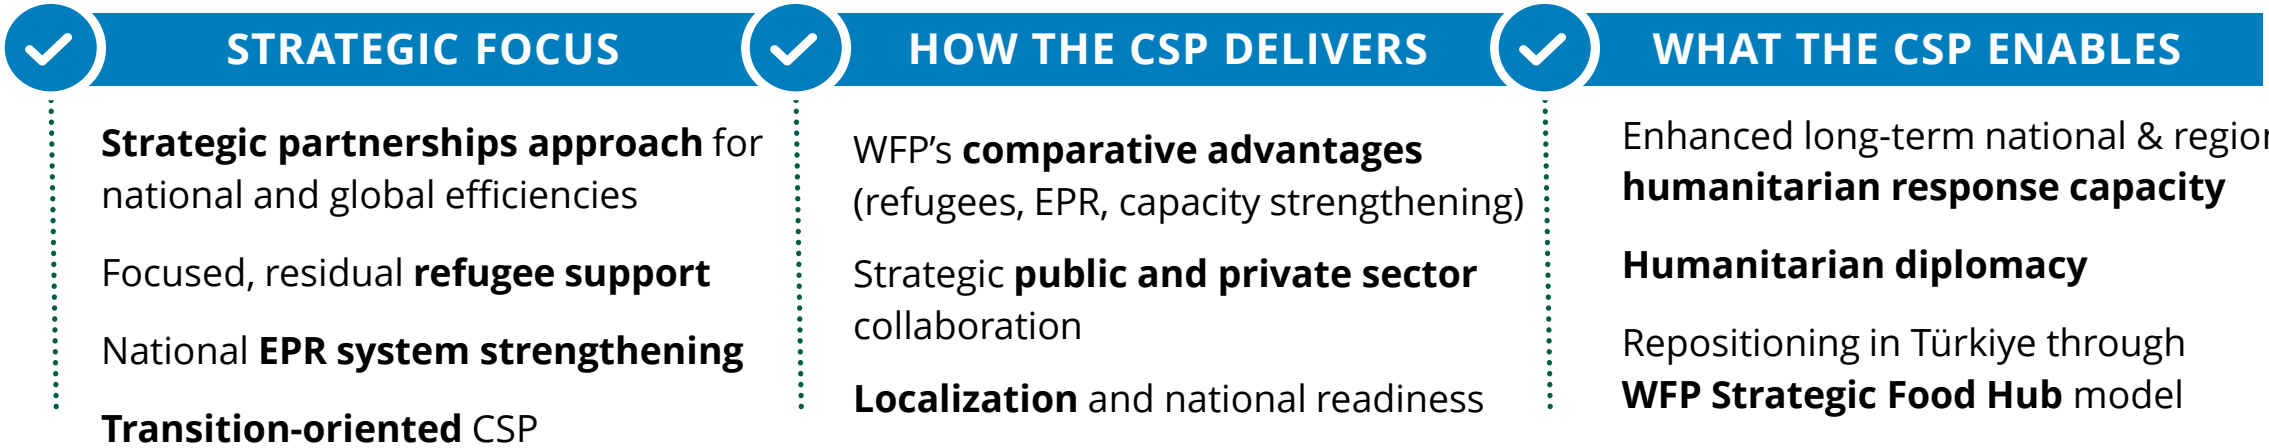 STRATEGIC FOCUS
Strategic partnerships approach for
national and global efficiencies
Focused, residual refugee support
National EPR system strengthening
Transition-oriented CSP
HOW THE CSP DELIVERS
WFP’s comparative advantages
(refugees, EPR, capacity strengthening)
Strategic public and private sector
collaboration
Localization and national readiness
WHAT THE CSP ENABLES
Enhanced long-term national &
humanitarian response capacity
Humanitarian diplomacy
Repositioning in Türkiye through
WFP Strategic Food Hub model